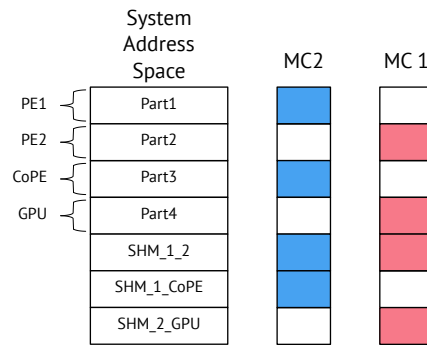 System
Address
Space
MC2
MC 1
PE1
Part1
PE2
Part2
CoPE
Part3
GPU
Part4
SHM_1_2
SHM_1_CoPE
SHM_2_GPU